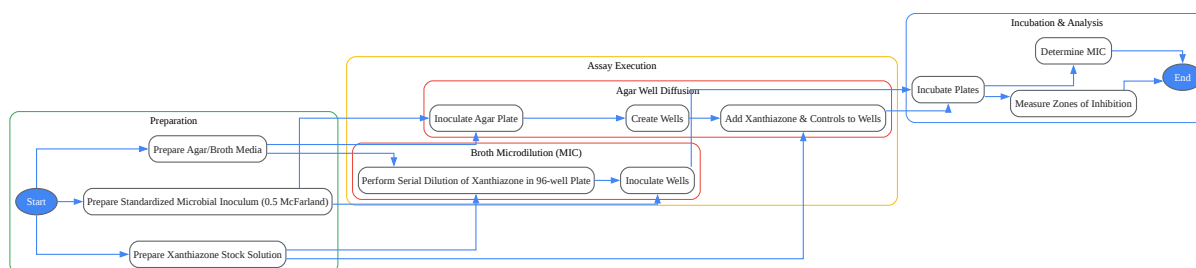 Preparation
Start
Prepare Agar/Broth Media
Prepare Standardized Microbial Inoculum (0.5 McFarland)
Prepare Xanthiazone Stock Solution
Assay Execution
Agar Well Diffusion
Inoculate Agar Plate
Create Wells
Add Xanthiazone & Controls to Wells
Broth Microdilution (MIC)
Perform Serial Dilution of Xanthiazone in 96-well Plate
Inoculate Wells
Incubation & Analysis
Incubate Plates
Determine MIC
Measure Zones of Inhibition
End